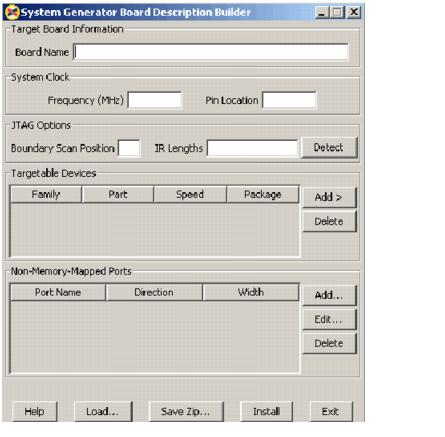 System Generator Board Description Builder
Target Board Information
Board Name
System Clock
Frequency (MHz) Pin Location
JTAG Options
Boundary Scan Position IR Lengths Detect
Targetable Devices
Family Part Speed Package Add >
Delete
Non-Memory-Mapped Ports
Port Name Direction Width Add...
Edit...
Delete
Help Load... Save Zip... Install Exit